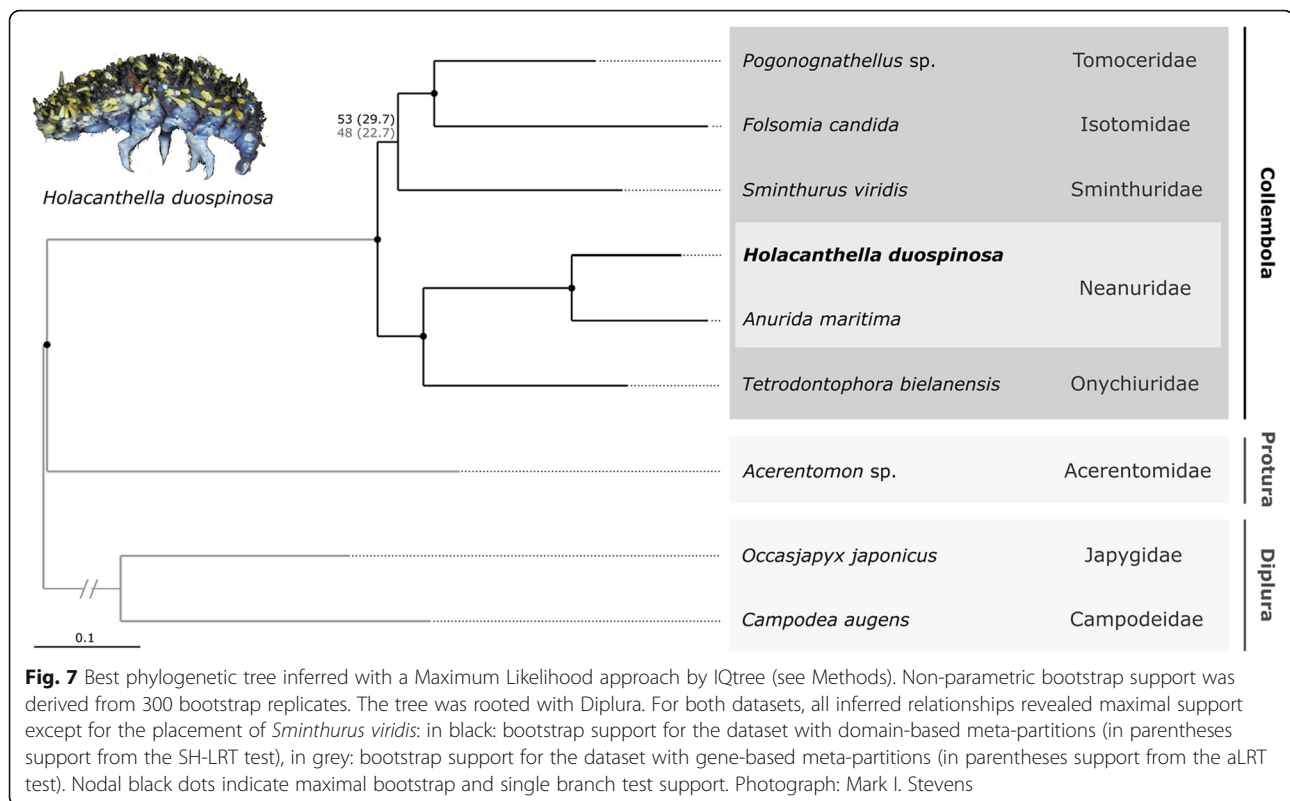 Pogonognathellus sp. Tomoceridae
53 (29.7)
48 (22.7)
Folsomia candida Isotomidae
Sminthurus viridis Sminthuridae
Holacanthella duospinosa
Holacanthella duospinosa
Neanuridae
Anurida maritima
Tetrodontophora bielanensis Onychiuridae
Collembola
Acerentomon sp. Acerentomidae
Protura
Occasjapyx japonicus Japygidae
Campodea augens Campodeidae
Diplura
0.1
Fig. 7 Best phylogenetic tree inferred with a Maximum Likelihood approach by IQtree (see Methods). Non-parametric bootstrap support was
derived from 300 bootstrap replicates. The tree was rooted with Diplura. For both datasets, all inferred relationships revealed maximal support
except for the placement of Sminthurus viridis: in black: bootstrap support for the dataset with domain-based meta-partitions (in parentheses
support from the SH-LRT test), in grey: bootstrap support for the dataset with gene-based meta-partitions (in parentheses support from the aLRT
test). Nodal black dots indicate maximal bootstrap and single branch test support. Photograph: Mark I. Stevens